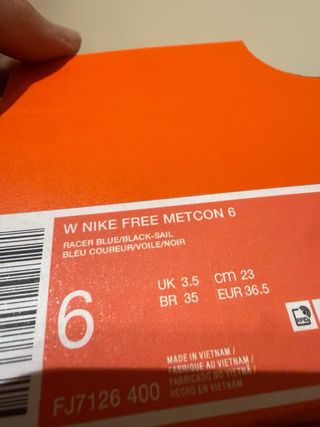 W NIKE FREE METCON 6
RACER BLUE/BLACK-SAIL
BLEU COUREUR/VOILE/NOIR
6
UK 3.5 cm 23
BR 35 EUR 36.5
MADE IN VIETNAM /
FABRIQUÉ AU VIETNAM /
FABRICADO NO VIETNÃ /
HECHO EN VIETNAM
FJ7126 400
RFID